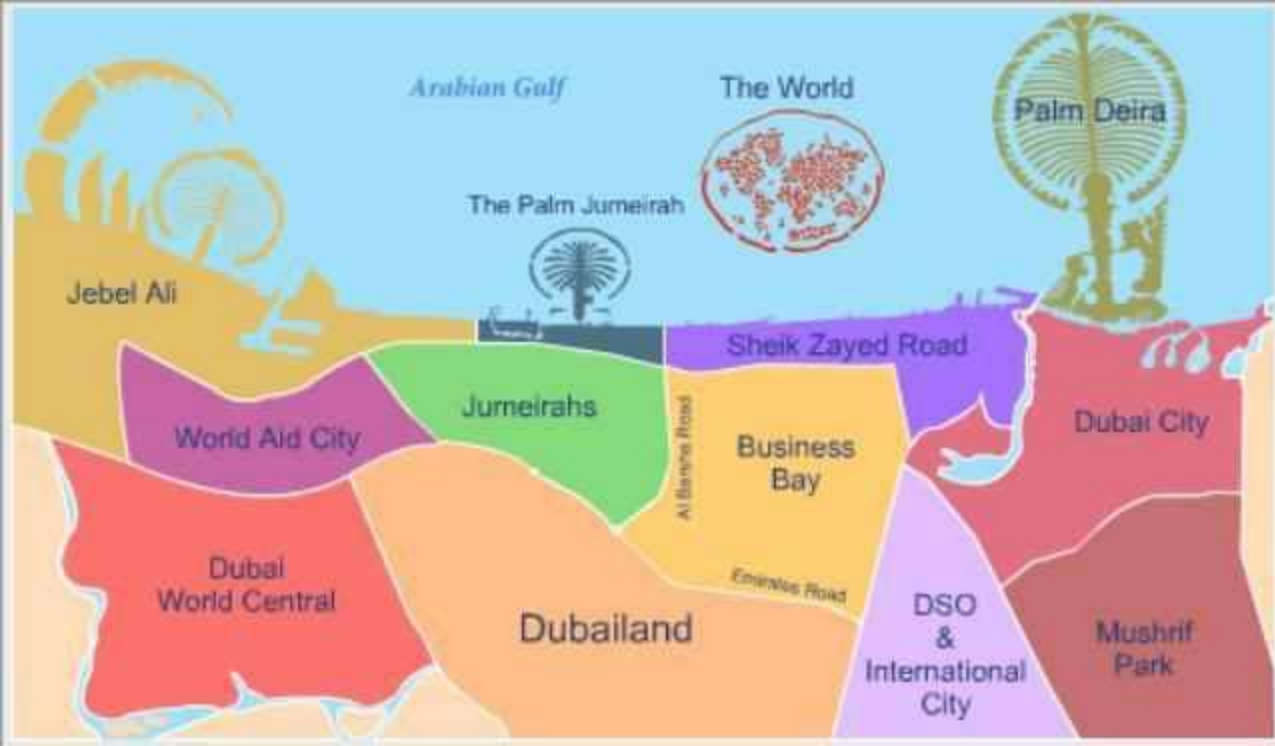 Arabian Gulf
The World
Palm Deira
The Palm Jumeirah
Jebel Ali
Sheik Zayed Road
Jumeirahs
World Aid City
Al Barsha Road
Business
Bay
Dubai City
Dubai
World Central
Emirates Road
Dubailand
DSO
&
International
City
Mushrif
Park